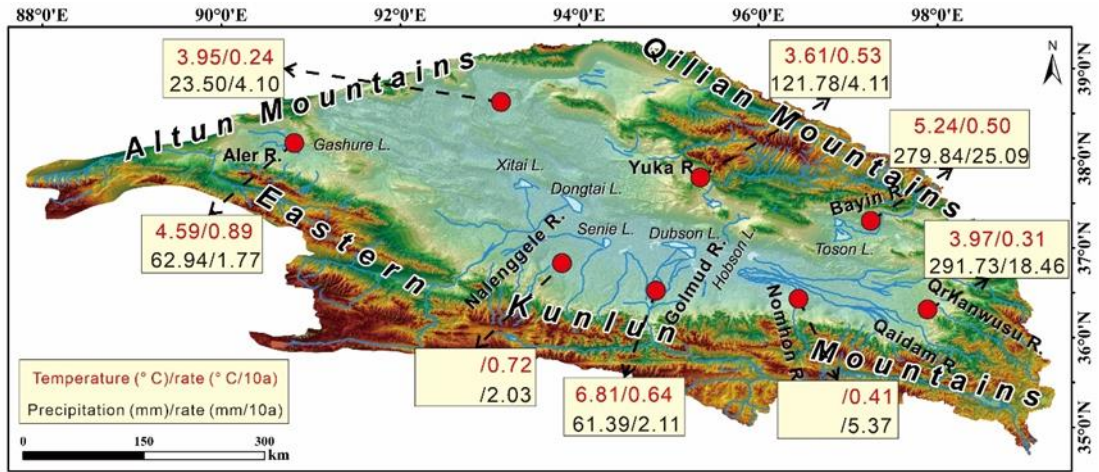 88°0'E 90°0'E 92°0'E 94°0'E 96°0'E 98°0'E
N
39°0'N
38°0'N
37°0'N
36°0'N
35°0'N
3.95/0.24
23.50/4.10
3.61/0.53
121.78/4.11
5.24/0.50
279.84/25.09
3.97/0.31
291.73/18.46
4.59/0.89
62.94/1.77
/0.72
/2.03
6.81/0.64
61.39/2.11
/0.41
/5.37
Altun Mountains
Qilian Mountains
Eastern Kunlun Mountains
Aler R.
Gashure L.
Xitai L.
Dongtai L.
Yuka R.
Bayin R.
Toson L.
Senie L.
Dubson L.
Hobson L.
Nalenggele R.
Golmud R.
Nomhon R.
Qaidam R.
Qrkanwusu R.
Temperature (° C)/rate (° C/10a)
Precipitation (mm)/rate (mm/10a)
0 150 300
km